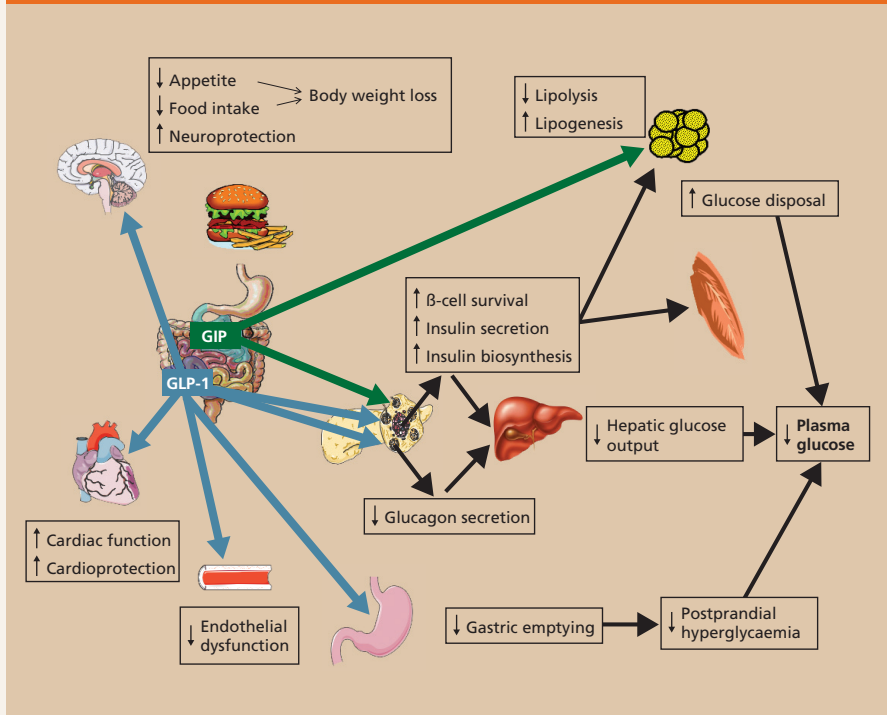 ↓ Appetite
↓ Food intake
Body weight loss
↑ Neuroprotection
↓ Lipolysis
↑ Lipogenesis
↑ Glucose disposal
↑ ß-cell survival
↑ Insulin secretion
↑ Insulin biosynthesis
GIP
GLP-1
↓ Hepatic glucose
output
↓ Plasma
glucose
↓ Glucagon secretion
↑ Cardiac function
↑ Cardioprotection
↓ Endothelial
dysfunction
↓ Gastric emptying
↓ Postprandial
hyperglycaemia